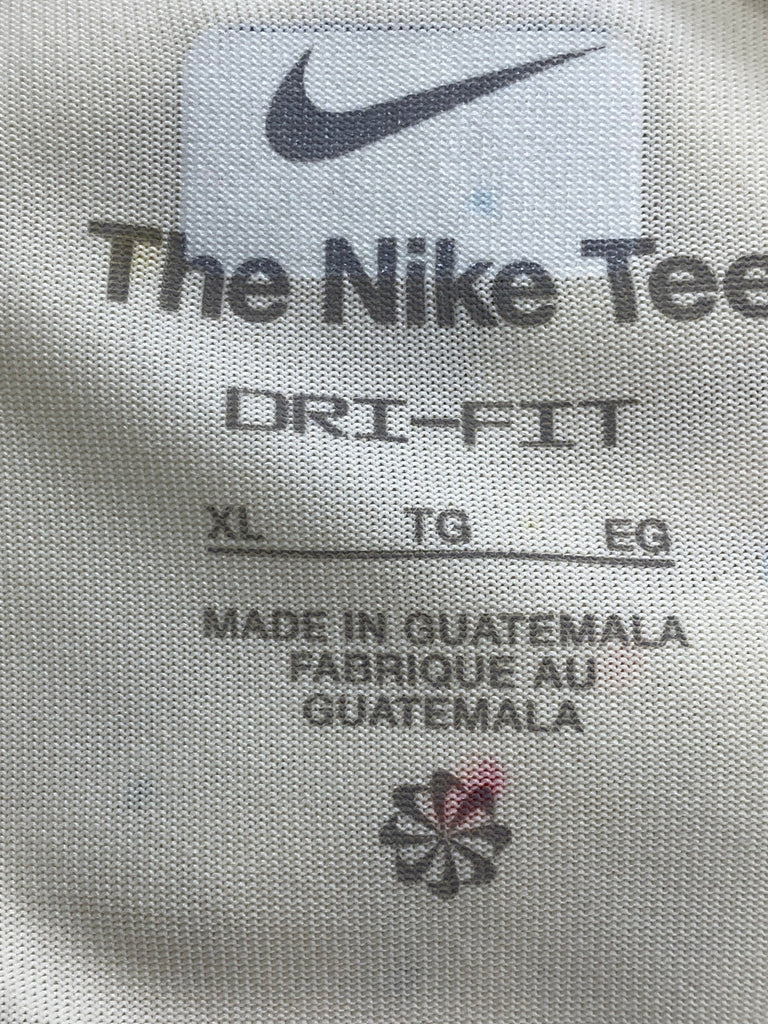 The Nike Tee
DRI-FIT
XL TG EG
MADE IN GUATEMALA
FABRIQUE AU
GUATEMALA